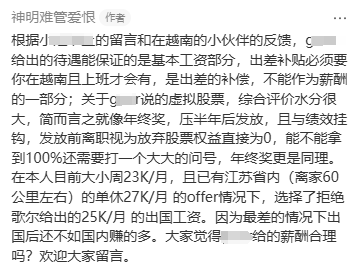 神明难管爱恨 作者
根据小的留言和在越南的小伙伴的反馈，g
给出的待遇能保证的是基本工资部分，出差补贴必须要
你在越南且上班才会有，是出差的补偿，不能作为薪酬
的一部分；关于g r说的虚拟股票，综合评价水分很
大，简而言之就像年终奖，压半年后发放，且与绩效挂
钩，发放前离职视为放弃股票权益直接为0，能不能拿
到100%还需要打一个大大的问号，年终奖更是同理。
在本人目前大小周23K/月，且已有江苏省内（离家60
公里左右）的单休27K/月 的offer情况下，选择了拒绝
歌尔给出的25K/月 的出国工资。因为最差的情况下出
国后还不如国内赚的多。大家觉得 给的薪酬合理
吗？欢迎大家留言。